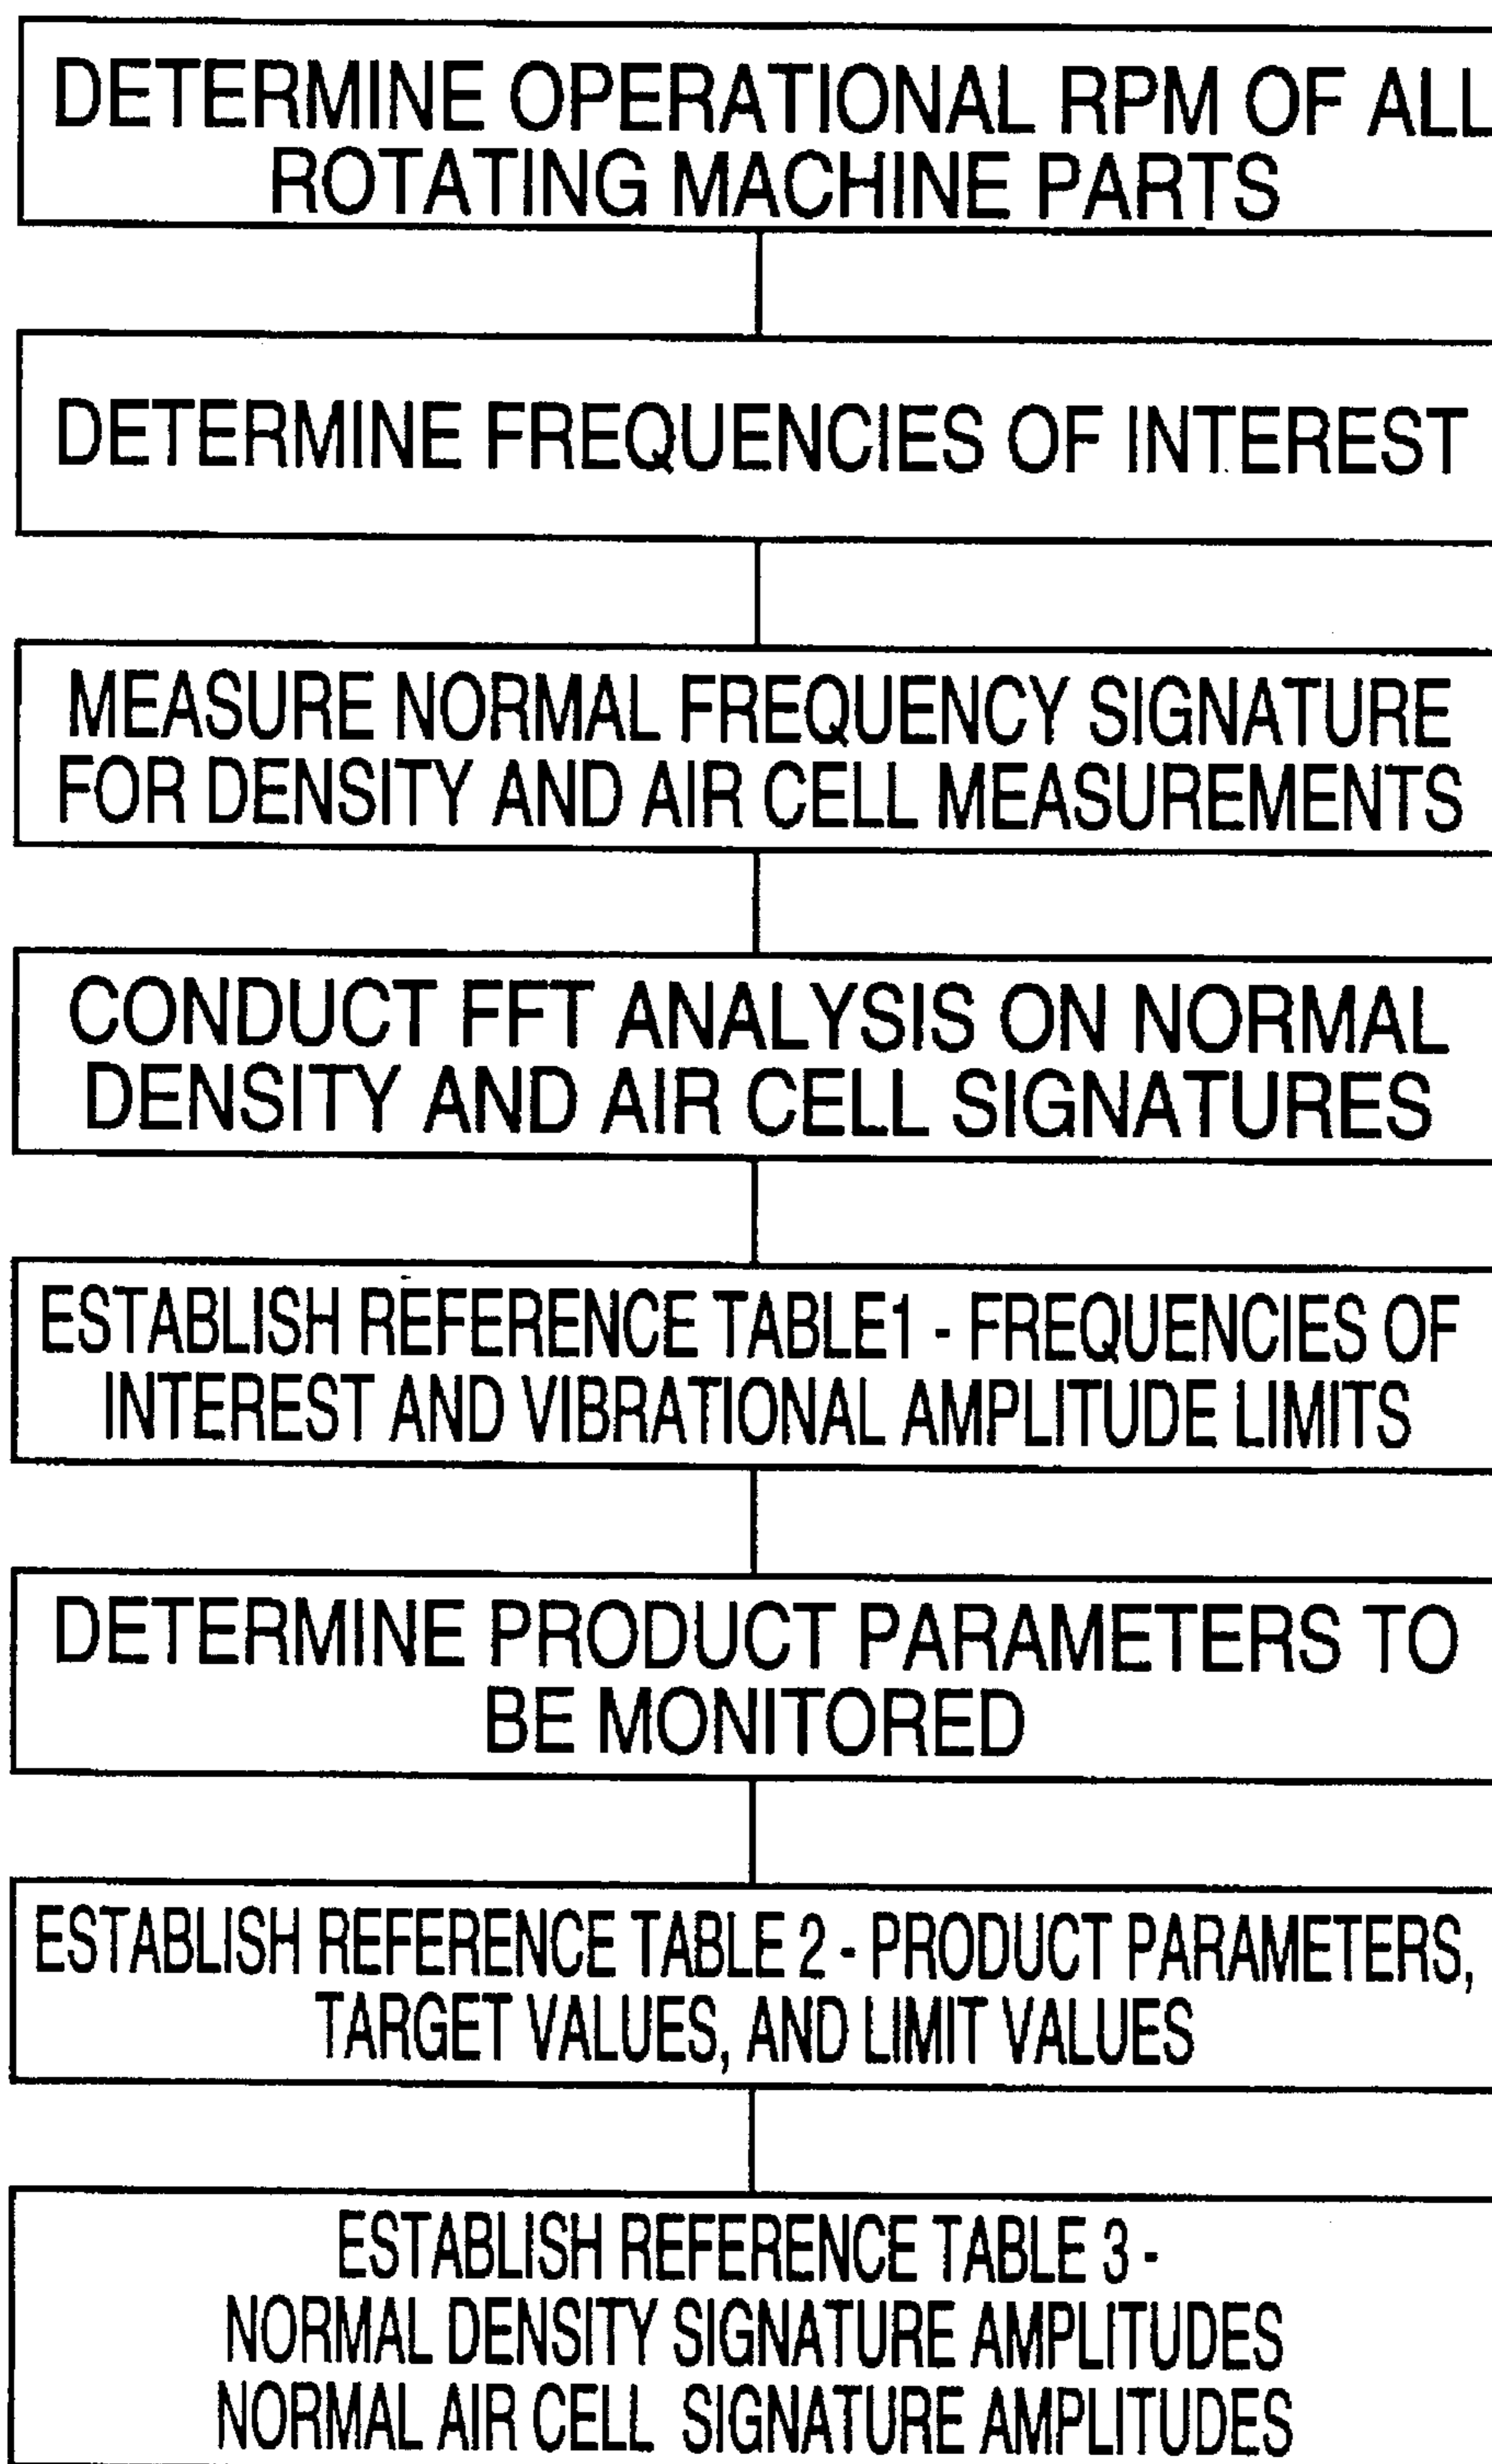 DETERMINE OPERATIONAL RPM OF ALL
ROTATING MACHINE PARTS
DETERMINE FREQUENCIES OF INTEREST
MEASURE NORMAL FREQUENCY SIGNATURE
FOR DENSITY AND AIR CELL MEASUREMENTS
CONDUCT FFT ANALYSIS ON NORMAL
DENSITY AND AIR CELL SIGNATURES
ESTABLISH REFERENCE TABLE1 - FREQUENCIES OF
INTEREST AND VIBRATIONAL AMPLITUDE LIMITS
DETERMINE PRODUCT PARAMETERS TO
BE MONITORED
ESTABLISH REFERENCE TABLE 2 - PRODUCT PARAMETERS,
TARGET VALUES, AND LIMIT VALUES
ESTABLISH REFERENCE TABLE 3 -
NORMAL DENSITY SIGNATURE AMPLITUDES
NORMAL AIR CELL SIGNATURE AMPLITUDES